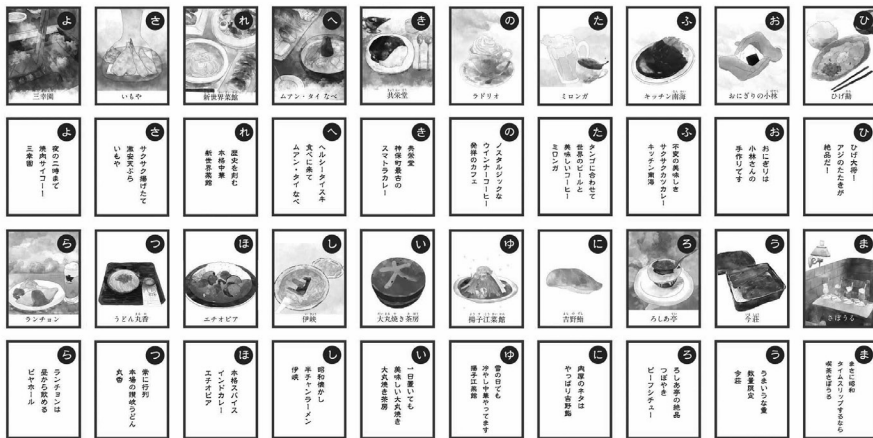 よ
三幸園
さ
いもや
れ
新世界菜館
へ
ムアン・タイ なべ
き
共栄堂
の
ラドリオ
た
ミロンガ
ふ
キッチン南海
お
おにぎりの小林
ひ
ひげ勘
よ
夜の二時まで
焼肉サイコー！
三幸園
さ
サクサク揚げたて
激安天ぷら
いもや
れ
歴史を刻む
本格中華
新世界菜館
へ
ヘルシータイスキ
食べに来て
ムアン・タイ なべ
き
共栄堂
神保町最古の
スマトラカレー
の
ノスタルジックな
ウインナーコーヒー
発祥のカフェ
た
タンゴに合わせて
世界のビールと
美味しいコーヒー
ミロンガ
ふ
不変の美味しさ
サクサクカツカレー
キッチン南海
お
おにぎりは
小林さんの
手作りです
ひ
ひげ大将！
アジのたたきが
絶品だ！
ら
ランチョン
つ
うどん丸香
ほ
エチオピア
し
伊峡
い
大丸焼き茶房
ゆ
揚子江菜館
に
吉野鮨
ろ
ろしあ亭
う
今荘
ま
さぼうる
ら
ランチョンは
昼から飲める
ビヤホール
つ
常に行列
本場の讃岐うどん
丸香
ほ
本格スパイス
インドカレー
エチオピア
し
昭和懐かし
半チャンラーメン
伊峡
い
一日置いても
美味しい大丸焼き
大丸焼き茶房
ゆ
雪の日でも
冷やし中華やってます
揚子江菜館
に
肉厚のネタは
やっぱり吉野鮨
ろ
ろしあ亭の絶品
つぼやき
ビーフシチュー
う
うまいうな重
数量限定
今荘
ま
まさに昭和
タイムスリップするなら
喫茶さぼうる